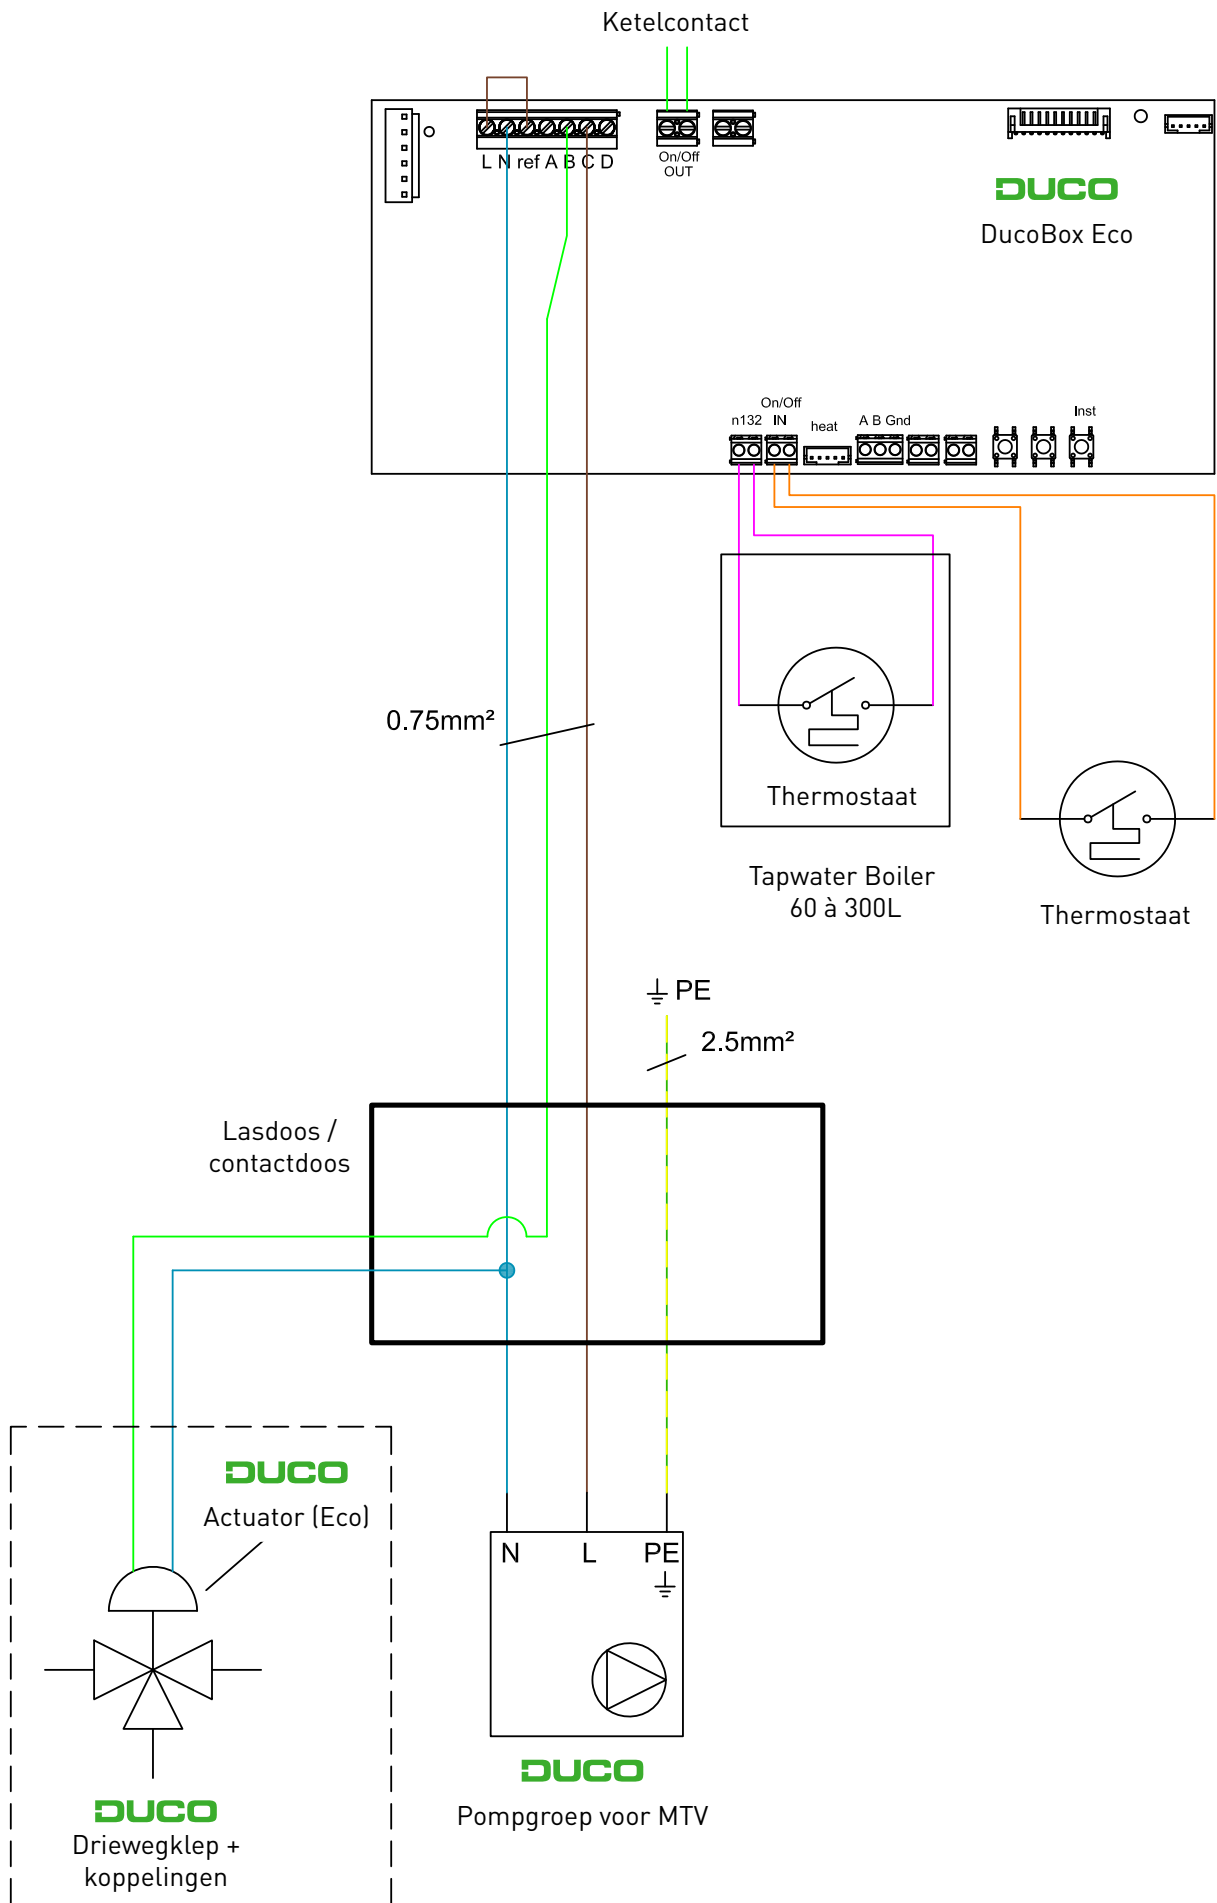 Ketelcontact
L N ref A B C D
On/Off
OUT
DUCO
DucoBox Eco
n132
On/Off
IN
heat
A B Gnd
Inst
0.75mm²
Thermostaat
Tapwater Boiler
60 à 300L
Thermostaat
PE
2.5mm²
Lasdoos /
contactdoos
DUCO
Actuator (Eco)
N L PE
DUCO
Pompgroep voor MTV
DUCO
Driewegklep +
koppelingen